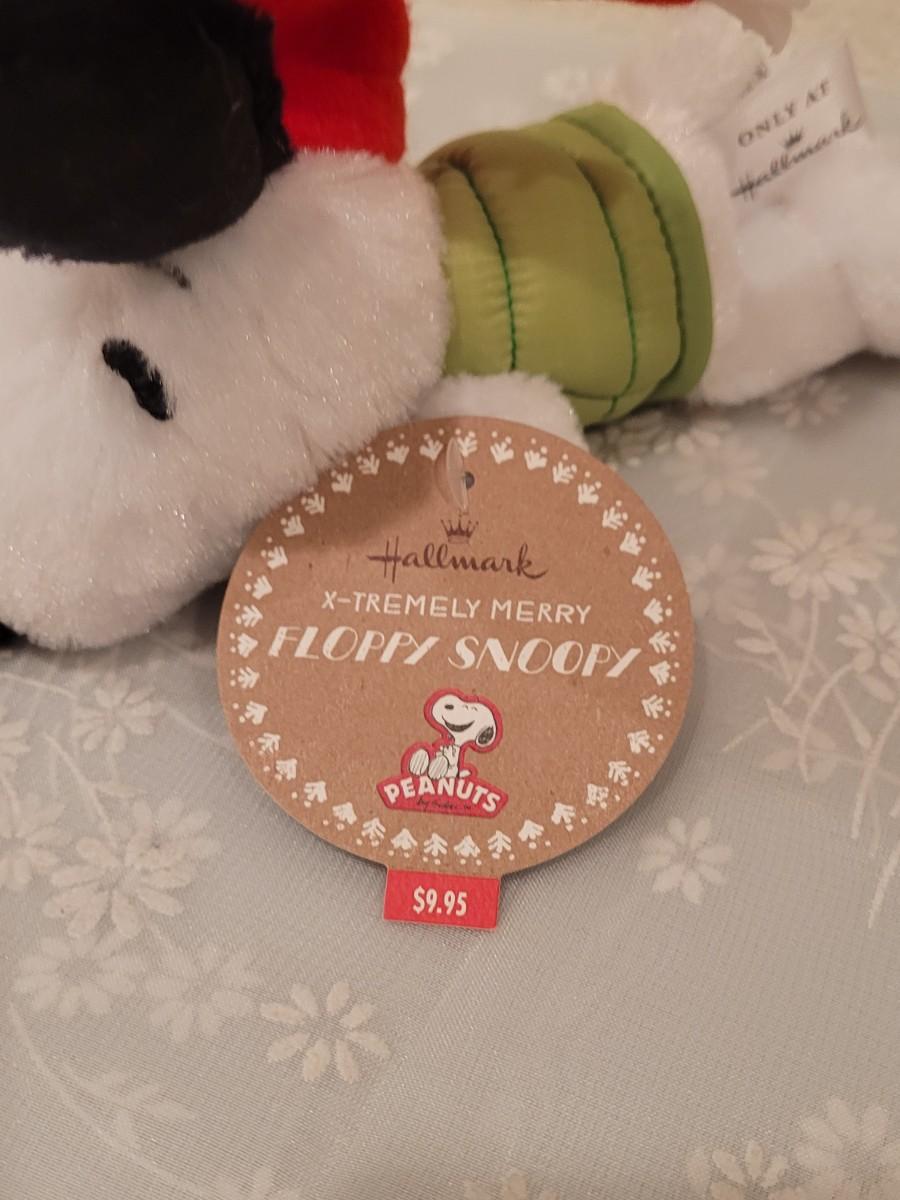 ONLY AT
Hallmark
Hallmark
X-TREMELY MERRY
FLOPPY SNOOPY
PEANUTS
$9.95